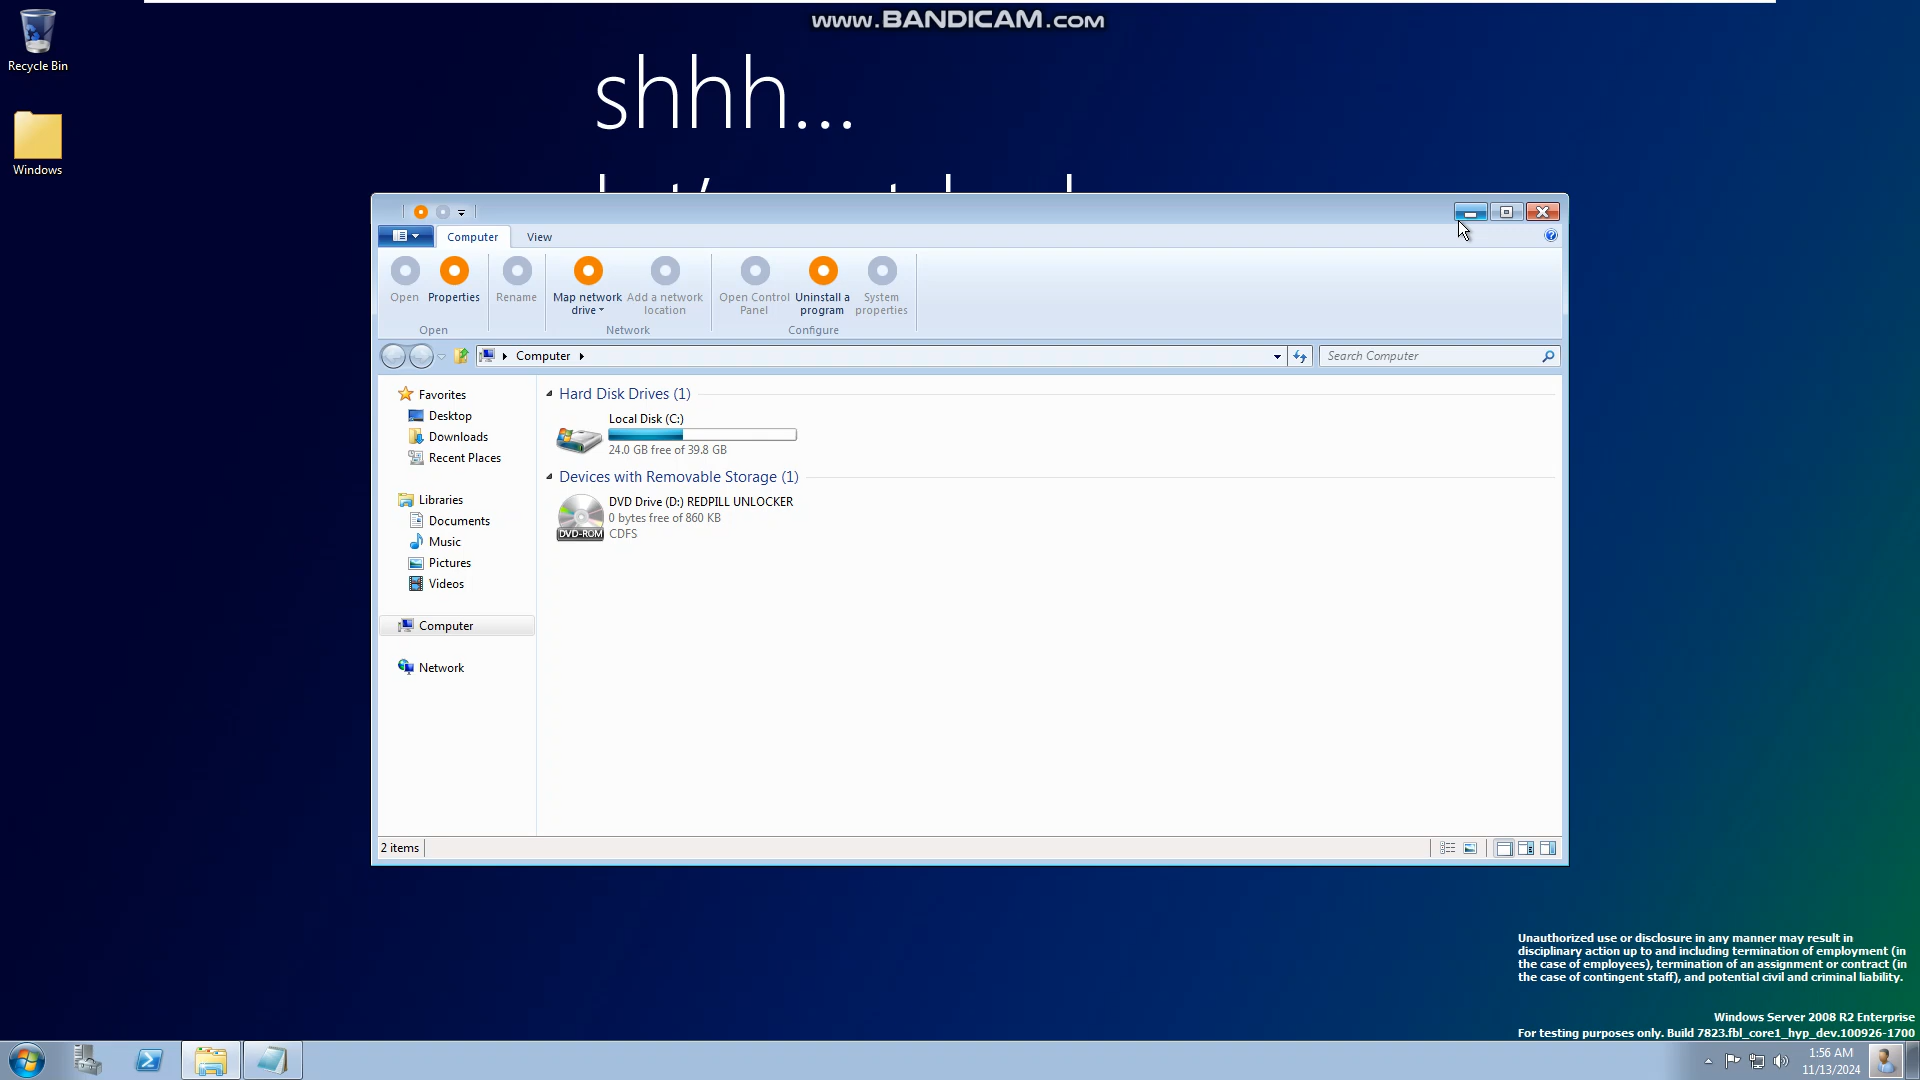 www.BANDICAM.com
Recycle Bin
shhh...
Windows
Computer
View
Open
Properties
Rename
Map network drive
Add a network location
Open Control Panel
Uninstall a program
System properties
Open
Network
Configure
Computer
Search Computer
Favorites
Desktop
Downloads
Recent Places
Libraries
Documents
Music
Pictures
Videos
Computer
Network
Hard Disk Drives (1)
Local Disk (C:)
24.0 GB free of 39.8 GB
Devices with Removable Storage (1)
DVD-ROM
DVD Drive (D:) REDPILL UNLOCKER
0 bytes free of 860 KB
CDFS
2 items
Unauthorized use or disclosure in any manner may result in
disciplinary action up to and including termination of employment (in
the case of employees), termination of an assignment or contract (in
the case of contingent staff), and potential civil and criminal liability.
Windows Server 2008 R2 Enterprise
For testing purposes only. Build 7823.fbl_core1_hyp_dev.100926-1700
1:56 AM
11/13/2024